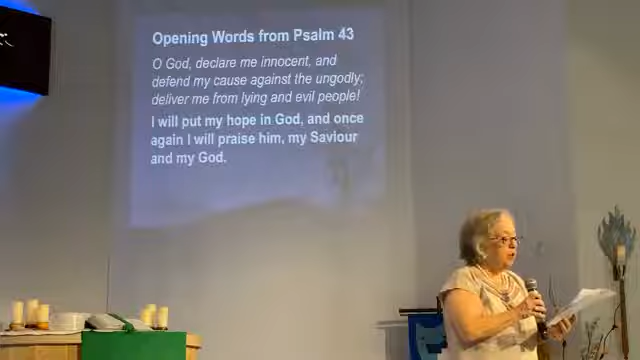 Opening Words from Psalm 43
O God, declare me innocent, and
defend my cause against the ungodly;
deliver me from lying and evil people!
I will put my hope in God, and once
again I will praise him, my Saviour
and my God.